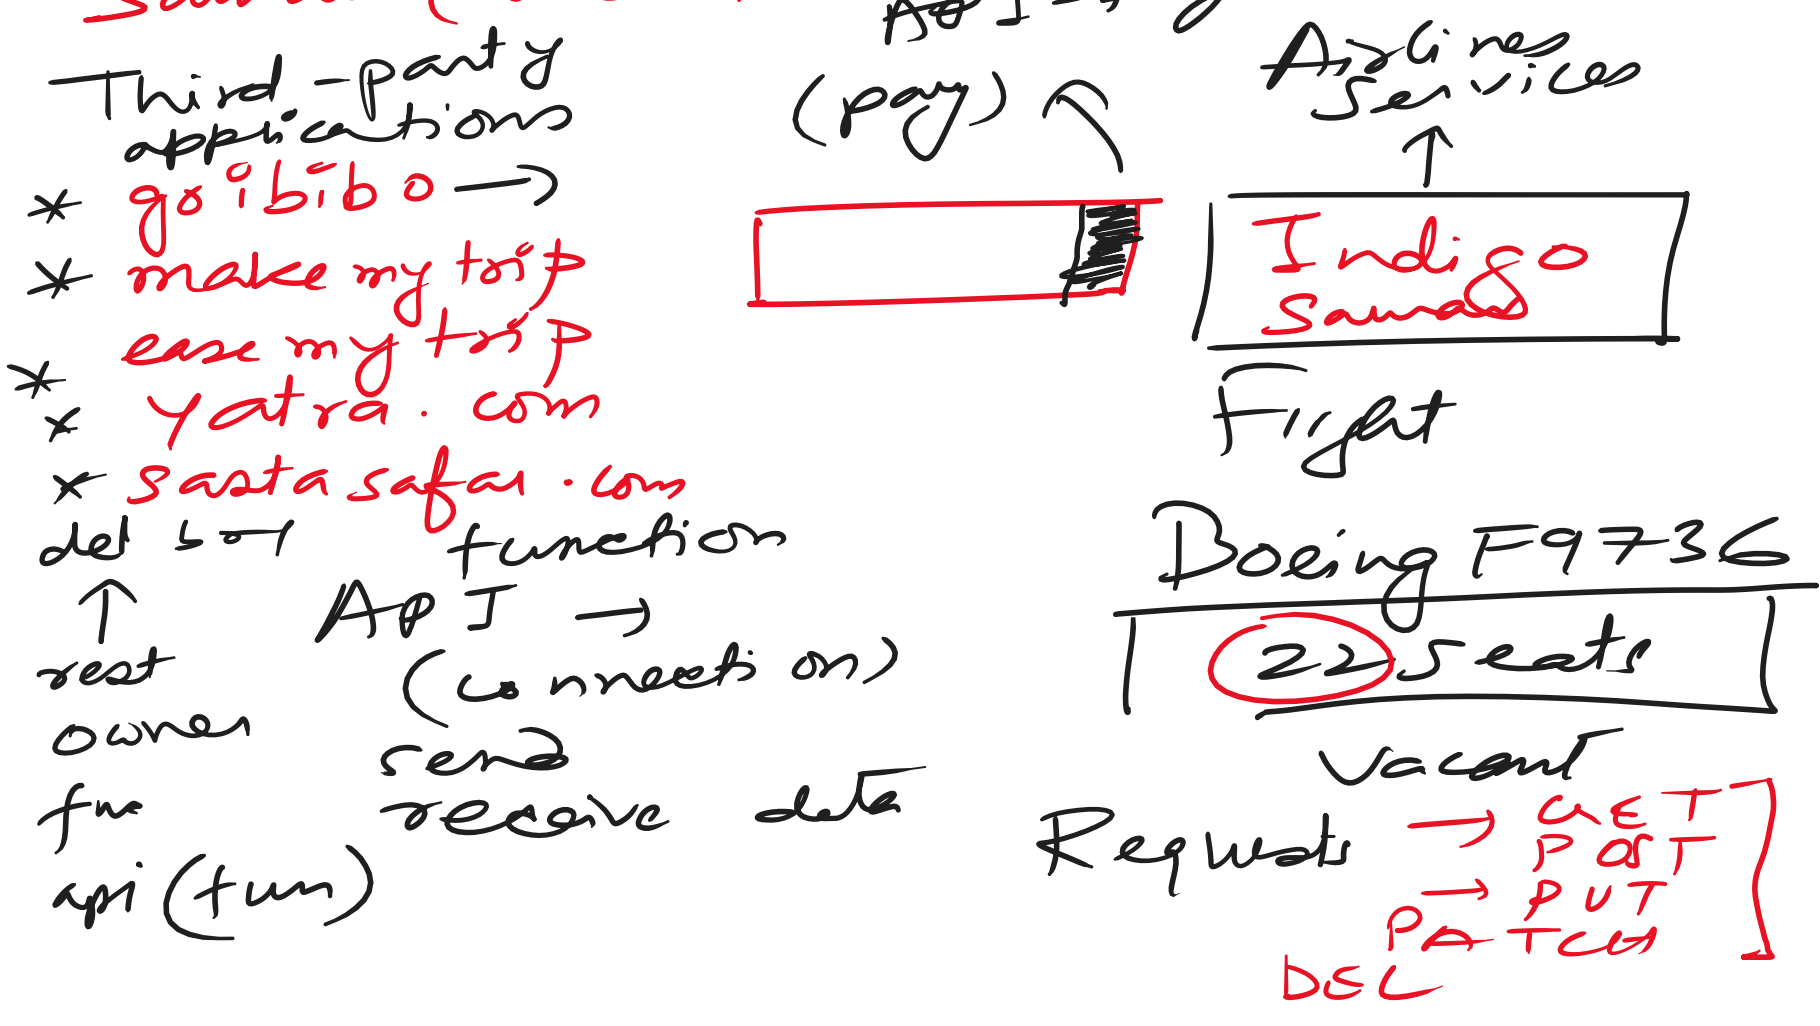 Third-party
applications
* goibibo →
* make my trip
* ease my trip
* yatra.com
* sastasafar.com
del boy
↑
rest
owner
fun
api (fun)
function
API →
(connection)
send
receive data
API
(pay)
Airlines
Services
Indigo
Flight
Boeing F9736
22 seats
vacant
Requests → GET
POST
→ PUT
PATCH
DEL